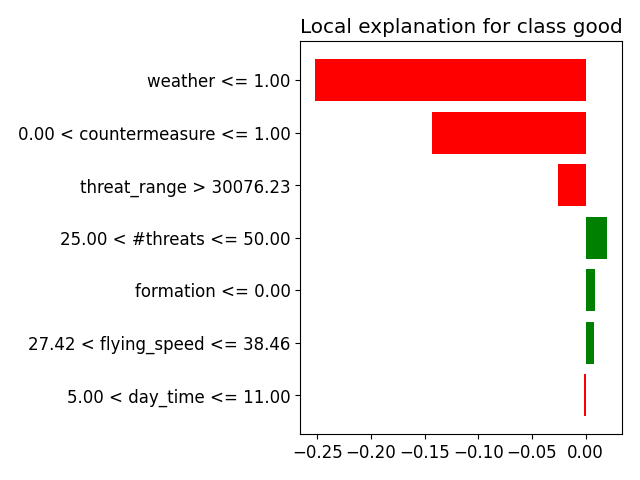 Local explanation for class good
weather <= 1.00
0.00 < countermeasure <= 1.00
threat_range > 30076.23
25.00 < #threats <= 50.00
formation <= 0.00
27.42 < flying_speed <= 38.46
5.00 < day_time <= 11.00
−0.25 −0.20 −0.15 −0.10 −0.05 0.00